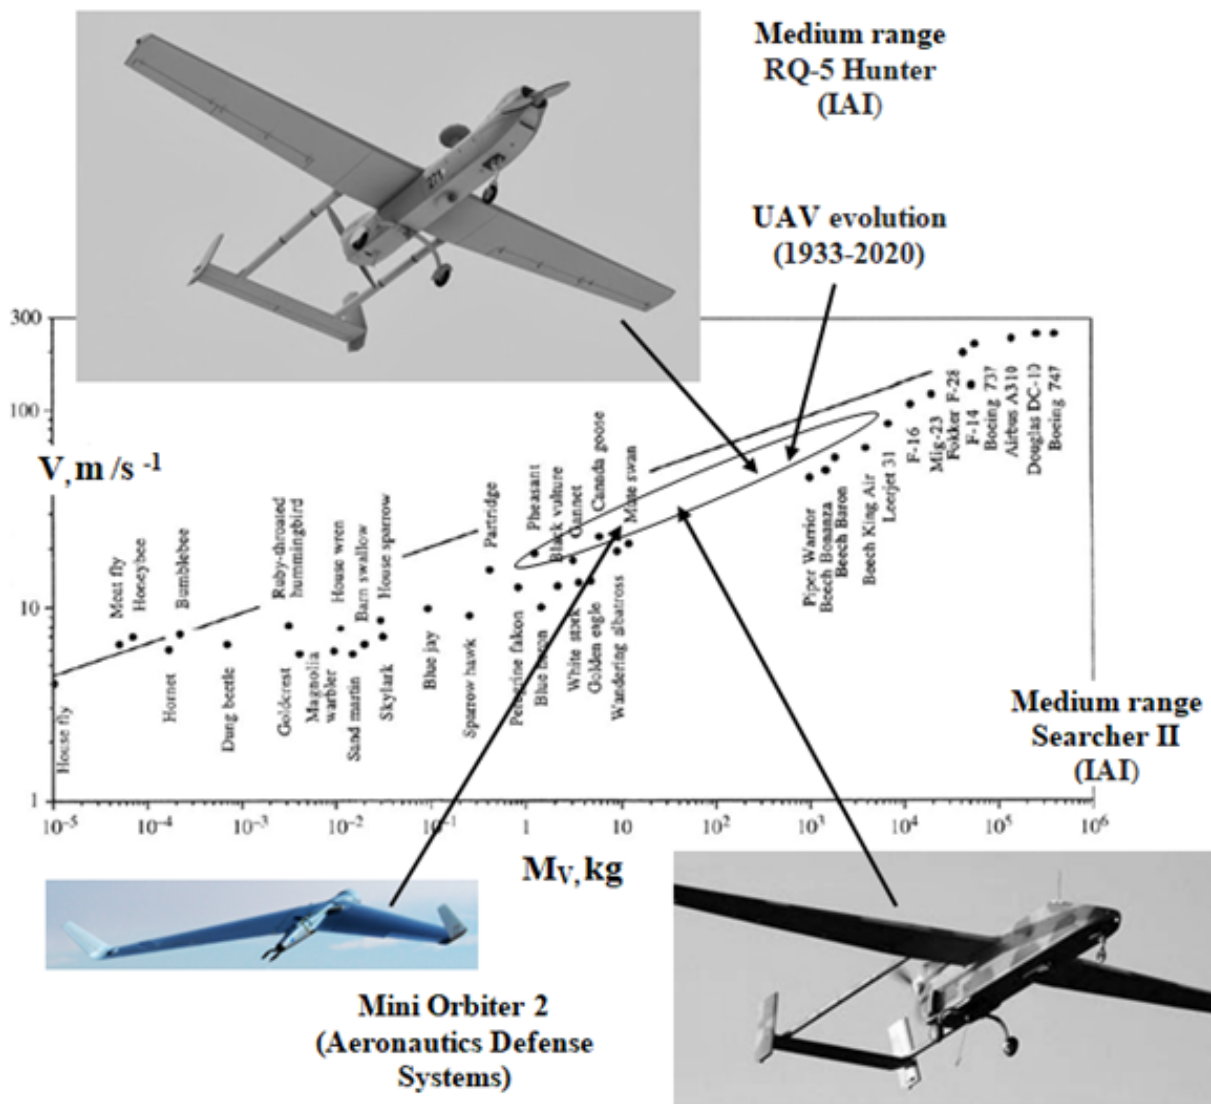 Medium range
RQ-5 Hunter
(IAI)
271
UAV evolution
(1933-2020)
300
100
V, m /s -1
10
1
Meat fly
Honeybee
Bumblebee
Ruby-throated
hummingbird
House wren
Barn swallow
House sparrow
Partridge
Pheasant
Black vulture
Gannet
Canada goose
Mute swan
House fly
Hornet
Dung beetle
Goldcrest
Magnolia
warbler
Sand martin
Skylark
Blue jay
Sparrow hawk
Peregrine falcon
Blue heron
White stork
Golden eagle
Wandering albatross
Piper Warrior
Beech Bonanza
Beech Baron
Beech King Air
Leerjet 31
F-16
Mig-23
Fokker F-28
F-14
Boeing 737
Airbus A310
Douglas DC-10
Boeing 747
10-5
10-4
10-3
10-2
10-1
1
10
102
103
104
105
106
MV, kg
Medium range
Searcher II
(IAI)
Mini Orbiter 2
(Aeronautics Defense
Systems)